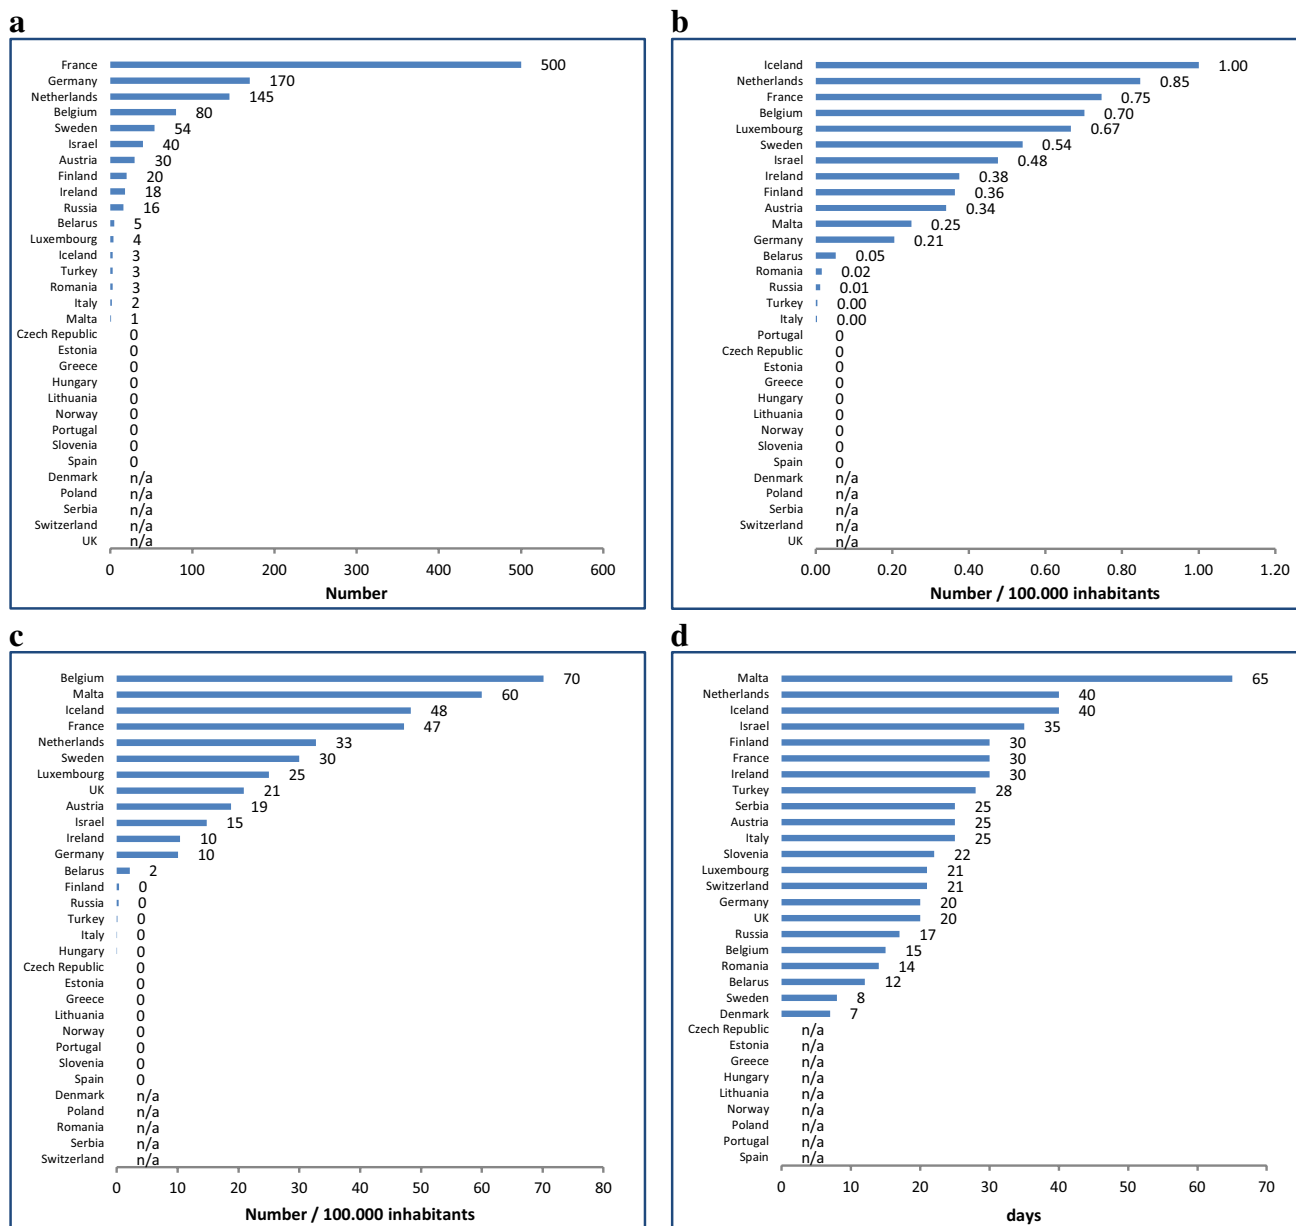 a
France 500
Germany 170
Netherlands 145
Belgium 80
Sweden 54
Israel 40
Austria 30
Finland 20
Ireland 18
Russia 16
Belarus 5
Luxembourg 4
Iceland 3
Turkey 3
Romania 3
Italy 2
Malta 1
Czech Republic 0
Estonia 0
Greece 0
Hungary 0
Lithuania 0
Norway 0
Portugal 0
Slovenia 0
Spain 0
Denmark n/a
Poland n/a
Serbia n/a
Switzerland n/a
UK n/a
0 100 200 300 400 500 600
Number
b
Iceland 1.00
Netherlands 0.85
France 0.75
Belgium 0.70
Luxembourg 0.67
Sweden 0.54
Israel 0.48
Ireland 0.38
Finland 0.36
Austria 0.34
Malta 0.25
Germany 0.21
Belarus 0.05
Romania 0.02
Russia 0.01
Turkey 0.00
Italy 0.00
Portugal 0
Czech Republic 0
Estonia 0
Greece 0
Hungary 0
Lithuania 0
Norway 0
Slovenia 0
Spain 0
Denmark n/a
Poland n/a
Serbia n/a
Switzerland n/a
UK n/a
0.00 0.20 0.40 0.60 0.80 1.00 1.20
Number / 100.000 inhabitants
c
Belgium 70
Malta 60
Iceland 48
France 47
Netherlands 33
Sweden 30
Luxembourg 25
UK 21
Austria 19
Israel 15
Ireland 10
Germany 10
Belarus 2
Finland 0
Russia 0
Turkey 0
Italy 0
Hungary 0
Czech Republic 0
Estonia 0
Greece 0
Lithuania 0
Norway 0
Portugal 0
Slovenia 0
Spain 0
Denmark n/a
Poland n/a
Romania n/a
Serbia n/a
Switzerland n/a
0 10 20 30 40 50 60 70 80
Number / 100.000 inhabitants
d
Malta 65
Netherlands 40
Iceland 40
Israel 35
Finland 30
France 30
Ireland 30
Turkey 28
Serbia 25
Austria 25
Italy 25
Slovenia 22
Luxembourg 21
Switzerland 21
Germany 20
UK 20
Russia 17
Belgium 15
Romania 14
Belarus 12
Sweden 8
Denmark 7
Czech Republic n/a
Estonia n/a
Greece n/a
Hungary n/a
Lithuania n/a
Norway n/a
Poland n/a
Portugal n/a
Spain n/a
0 10 20 30 40 50 60 70
days